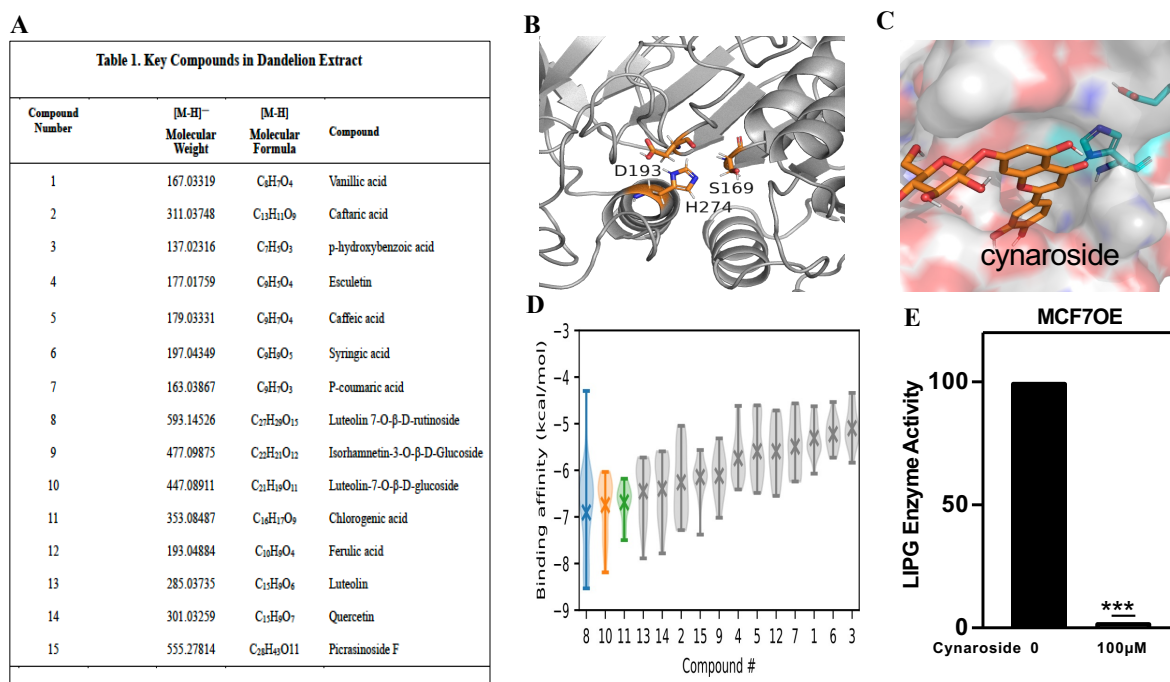 A
Table 1. Key Compounds in Dandelion Extract
Compound Number [M-H]— Molecular Weight [M-H] Molecular Formula Compound
1 167.03319 C₈H₇O₄ Vanillic acid
2 311.03748 C₁₃H₁₁O₉ Caftaric acid
3 137.02316 C₇H₅O₃ p-hydroxybenzoic acid
4 177.01759 C₉H₅O₄ Esculetin
5 179.03331 C₉H₇O₄ Caffeic acid
6 197.04349 C₉H₉O₅ Syringic acid
7 163.03867 C₉H₇O₃ P-coumaric acid
8 593.14526 C₂₇H₂₉O₁₅ Luteolin 7-O-β-D-rutinoside
9 477.09875 C₂₂H₂₁O₁₂ Isorhamnetin-3-O-β-D-Glucoside
10 447.08911 C₂₁H₁₉O₁₁ Luteolin-7-O-β-D-glucoside
11 353.08487 C₁₆H₁₇O₉ Chlorogenic acid
12 193.04884 C₁₀H₉O₄ Ferulic acid
13 285.03735 C₁₅H₉O₆ Luteolin
14 301.03259 C₁₅H₉O₇ Quercetin
15 555.27814 C₂₈H₄₃O11 Picrasinoside F
B
D193
S169
H274
C
cynaroside
D
Binding affinity (kcal/mol)
−3
−4
−5
−6
−7
−8
−9
8 10 11 13 14 2 15 9 4 5 12 7 1 6 3
Compound #
E
MCF7OE
LIPG Enzyme Activity
100
50
0
***
Cynaroside 0 100µM